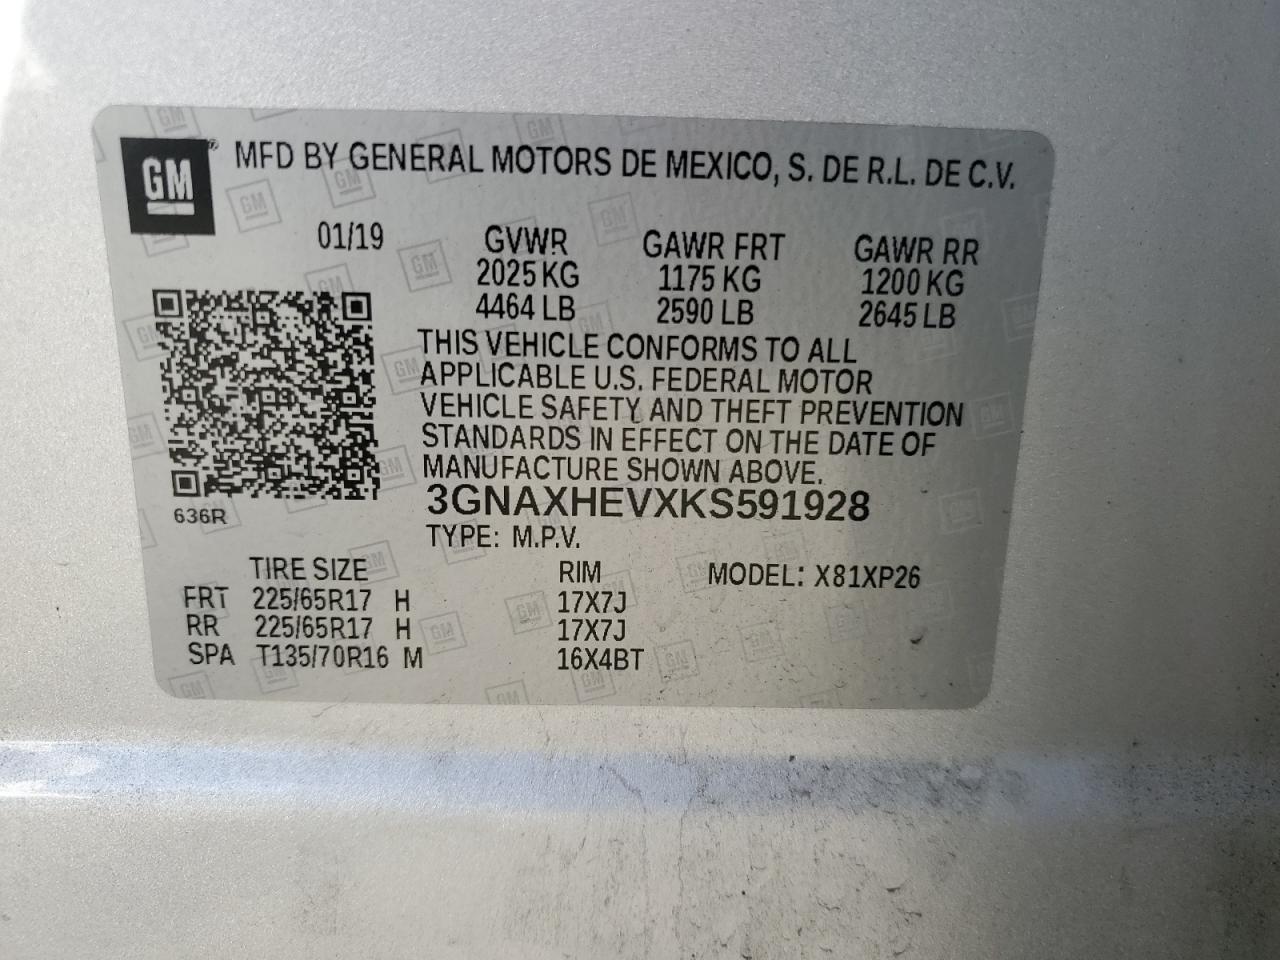 GM® MFD BY GENERAL MOTORS DE MEXICO, S. DE R.L. DE C.V.
01/19 GVWR GAWR FRT GAWR RR
2025 KG 1175 KG 1200 KG
4464 LB 2590 LB 2645 LB
THIS VEHICLE CONFORMS TO ALL
APPLICABLE U.S. FEDERAL MOTOR
VEHICLE SAFETY AND THEFT PREVENTION
STANDARDS IN EFFECT ON THE DATE OF
MANUFACTURE SHOWN ABOVE.
3GNAXHEVXKS591928
636R
TYPE: M.P.V.
TIRE SIZE RIM MODEL: X81XP26
FRT 225/65R17 H 17X7J
RR 225/65R17 H 17X7J
SPA T135/70R16 M 16X4BT